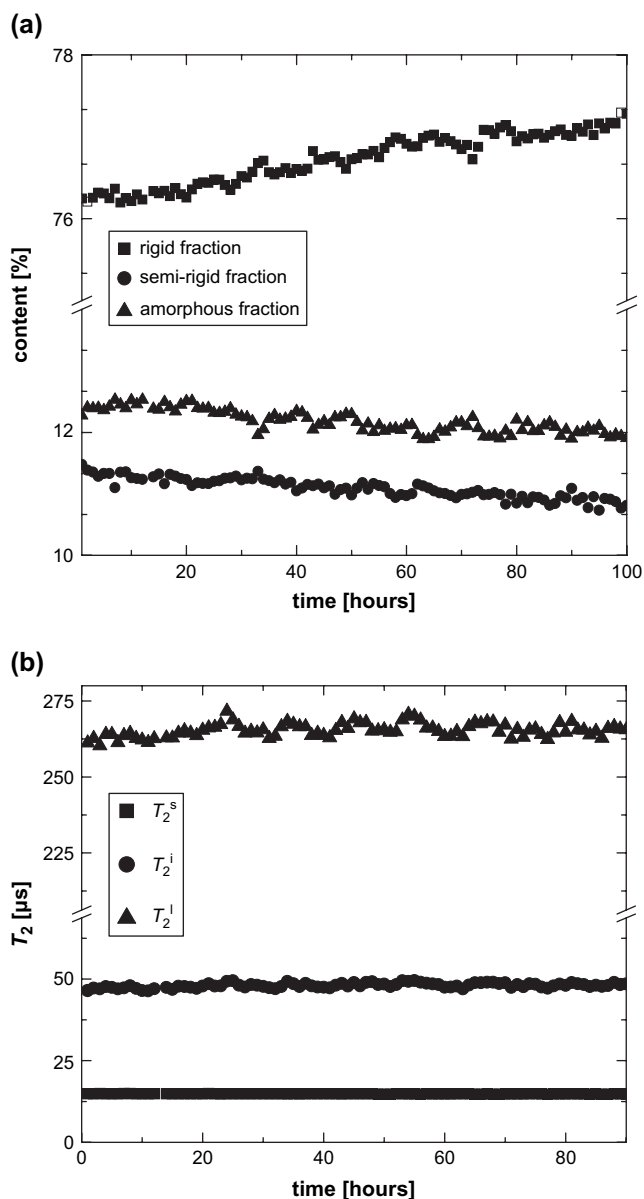 (a)
78
76
12
10
content [%]
rigid fraction
semi-rigid fraction
amorphous fraction
20 40 60 80 100
time [hours]
(b)
275
250
225
50
25
0
T₂ [µs]
T₂ˢ
T₂ⁱ
T₂ˡ
0 20 40 60 80
time [hours]